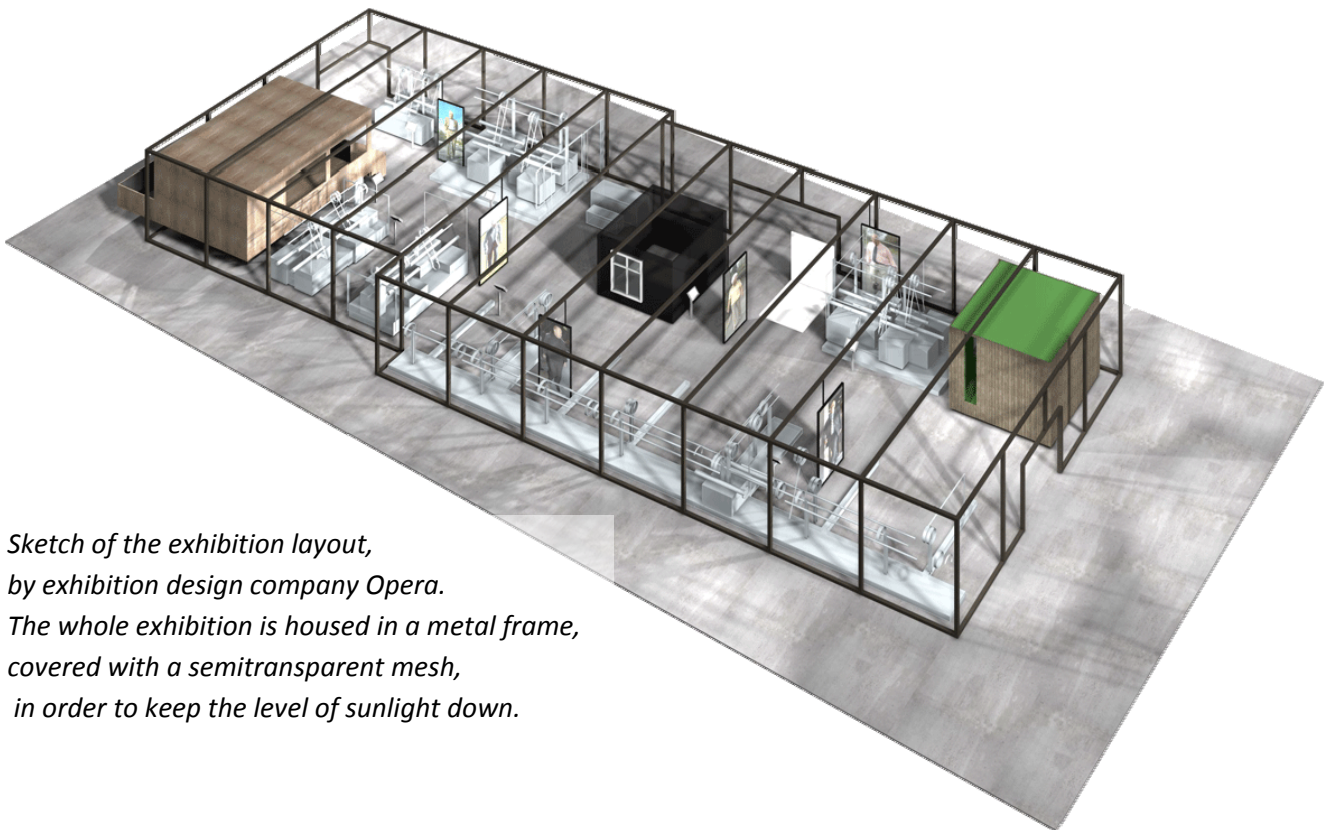 Sketch of the exhibition layout,
by exhibition design company Opera.
The whole exhibition is housed in a metal frame,
covered with a semitransparent mesh,
in order to keep the level of sunlight down.